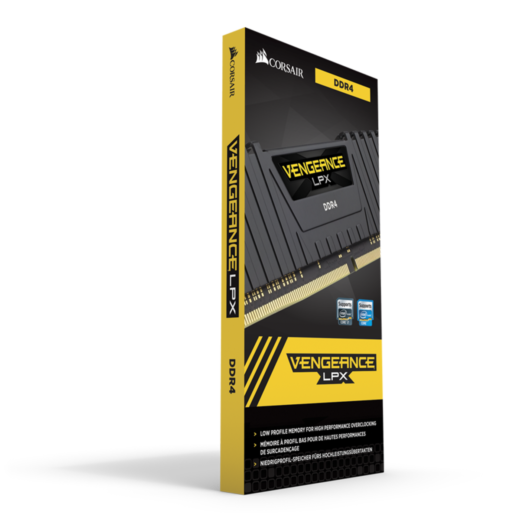 CORSAIR
VENGEANCE LPX
DDR4
CORSAIR
DDR4
VENGEANCE
LPX
DDR4
VENGEANCE
LPX
LOW PROFILE MEMORY FOR HIGH PERFORMANCE OVERCLOCKING
MÉMOIRE À PROFIL BAS POUR DE HAUTES PERFORMANCES
DE SURCADENÇAGE
NIEDRIGPROFIL-SPEICHER FÜRS HOCHLEISTUNGSÜBERTAKTEN